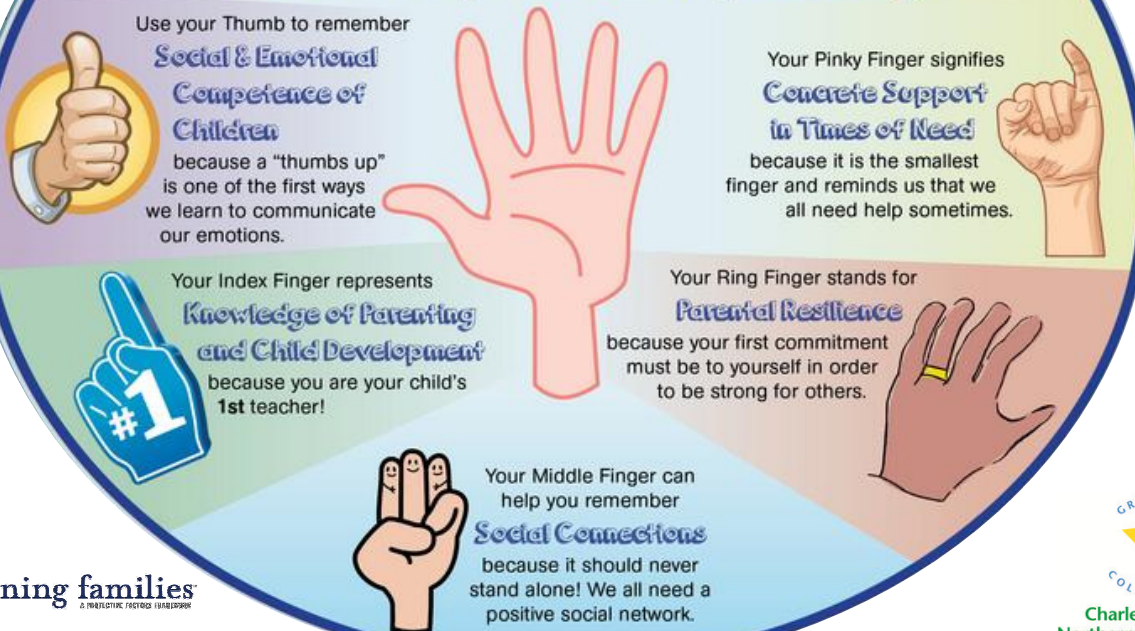 Use your Thumb to remember
Social & Emotional
Competence of
Children
because a “thumbs up”
is one of the first ways
we learn to communicate
our emotions.
Your Pinky Finger signifies
Concrete Support
in Times of Need
because it is the smallest
finger and reminds us that we
all need help sometimes.
Your Index Finger represents
Knowledge of Parenting
and Child Development
because you are your child's
1st teacher!
#1
Your Ring Finger stands for
Parental Resilience
because your first commitment
must be to yourself in order
to be strong for others.
Your Middle Finger can
help you remember
Social Connections
because it should never
stand alone! We all need a
positive social network.
ning families
A PROTECTIVE FACTORS FRAMEWORK
GR
COL
Charle